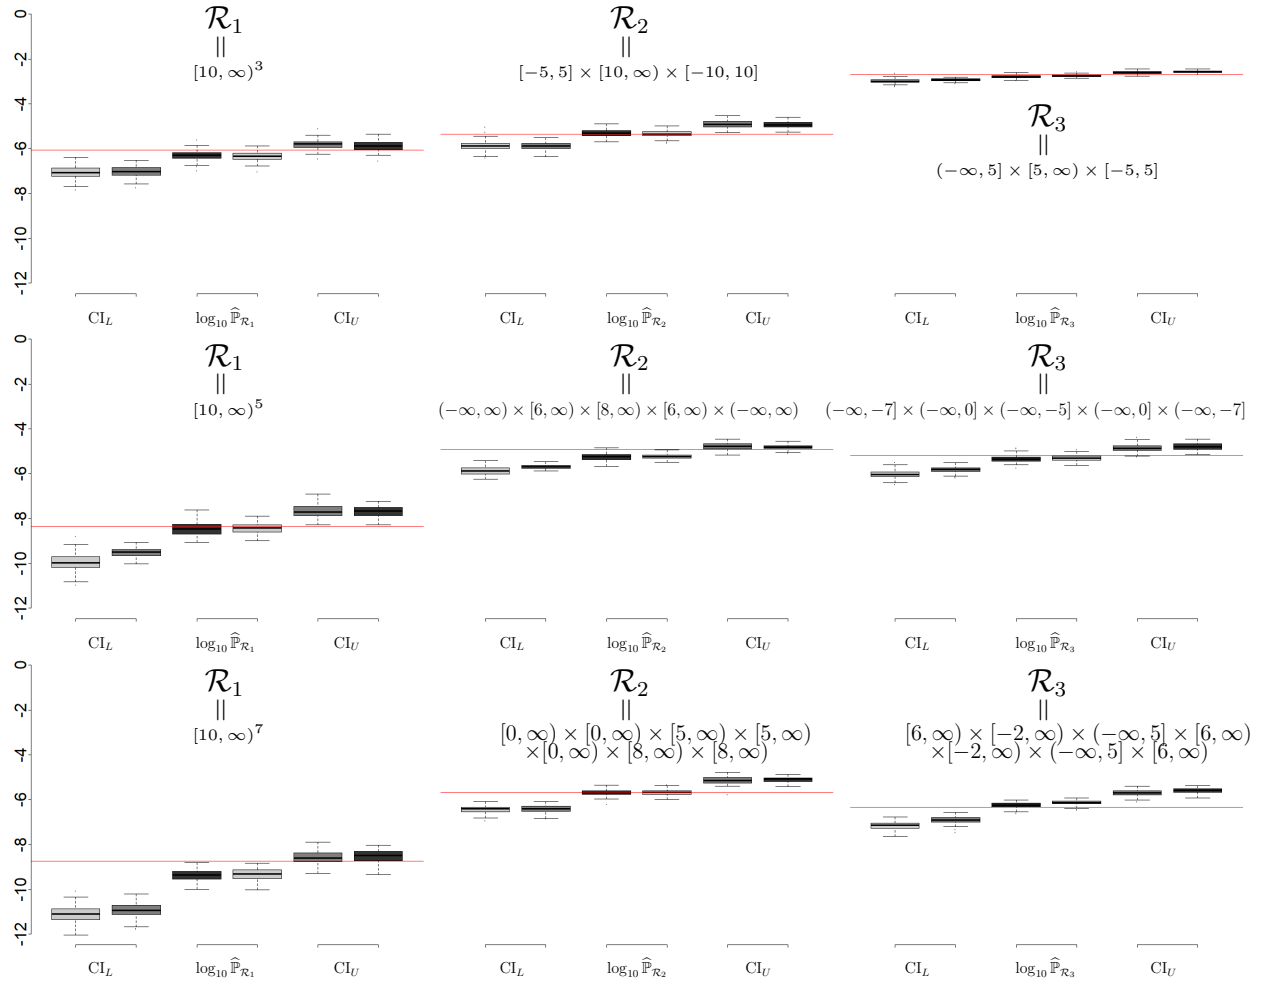 0
-2
-4
-6
-8
-10
-12
R₁
||
[10, ∞)³
R₂
||
[−5, 5] × [10, ∞) × [−10, 10]
R₃
||
(−∞, 5] × [5, ∞) × [−5, 5]
CI_L log₁₀ P̂_R₁ CI_U
CI_L log₁₀ P̂_R₂ CI_U
CI_L log₁₀ P̂_R₃ CI_U
0
-2
-4
-6
-8
-10
-12
R₁
||
[10, ∞)⁵
R₂
||
(−∞, ∞) × [6, ∞) × [8, ∞) × [6, ∞) × (−∞, ∞)
R₃
||
(−∞, −7] × (−∞, 0] × (−∞, −5] × (−∞, 0] × (−∞, −7]
CI_L log₁₀ P̂_R₁ CI_U
CI_L log₁₀ P̂_R₂ CI_U
CI_L log₁₀ P̂_R₃ CI_U
0
-2
-4
-6
-8
-10
-12
R₁
||
[10, ∞)⁷
R₂
||
[0, ∞) × [0, ∞) × [5, ∞) × [5, ∞)
×[0, ∞) × [8, ∞) × [8, ∞)
R₃
||
[6, ∞) × [−2, ∞) × (−∞, 5] × [6, ∞)
×[−2, ∞) × (−∞, 5] × [6, ∞)
CI_L log₁₀ P̂_R₁ CI_U
CI_L log₁₀ P̂_R₂ CI_U
CI_L log₁₀ P̂_R₃ CI_U